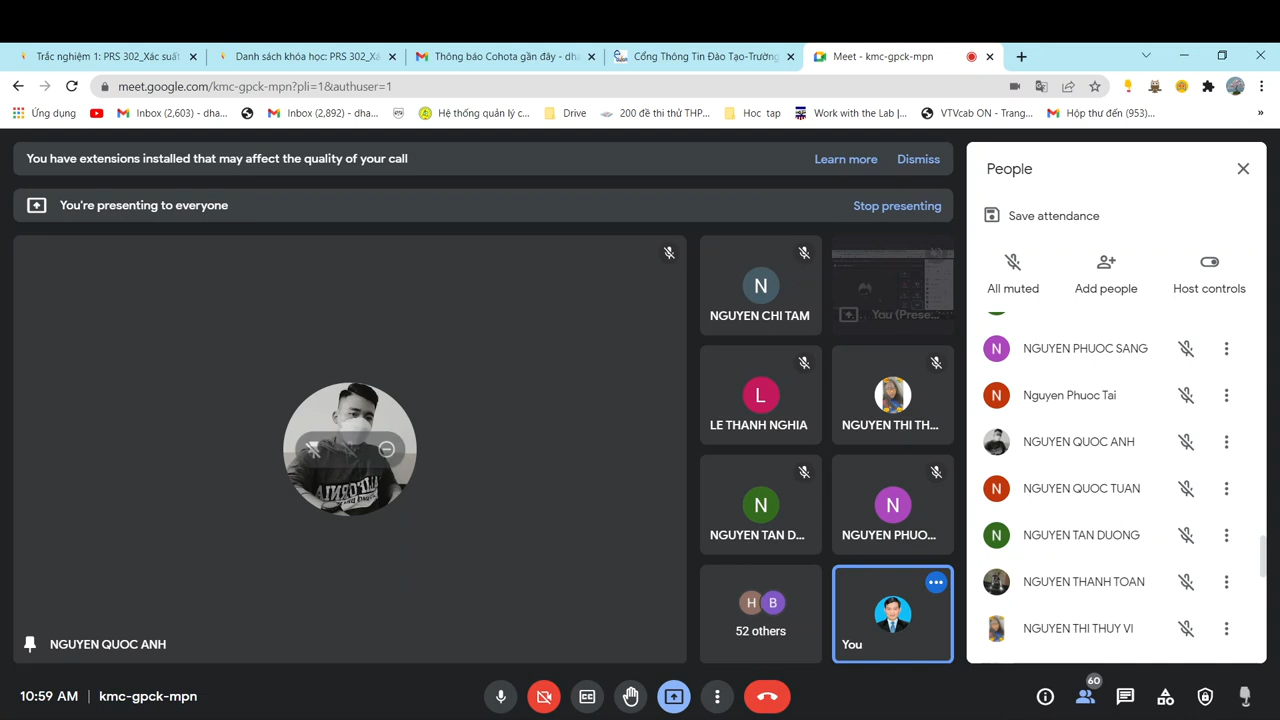 Trắc nghiệm 1: PRS 302_Xác suất
Danh sách khóa học: PRS 302_Xá
Thông báo Cohota gần đây - dha
Cổng Thông Tin Đào Tạo-Trường
Meet - kmc-gpck-mpn
meet.google.com/kmc-gpck-mpn?pli=1&authuser=1
Ứng dụng
Inbox (2,603) - dha...
Inbox (2,892) - dha...
Hệ thống quản lý c...
Drive
200 đề thi thử THP...
Hoc tap
Work with the Lab |...
VTVcab ON - Trang...
Hộp thư đến (953)...
»
You have extensions installed that may affect the quality of your call
Learn more
Dismiss
You're presenting to everyone
Stop presenting
NGUYEN QUOC ANH
N
NGUYEN CHI TAM
You (Prese...
L
LE THANH NGHIA
NGUYEN THI TH...
N
NGUYEN TAN D...
N
NGUYEN PHUO...
H B
52 others
You
People
Save attendance
All muted
Add people
Host controls
N NGUYEN PHUOC SANG
N Nguyen Phuoc Tai
NGUYEN QUOC ANH
N NGUYEN QUOC TUAN
N NGUYEN TAN DUONG
NGUYEN THANH TOAN
NGUYEN THI THUY VI
10:59 AM | kmc-gpck-mpn
60